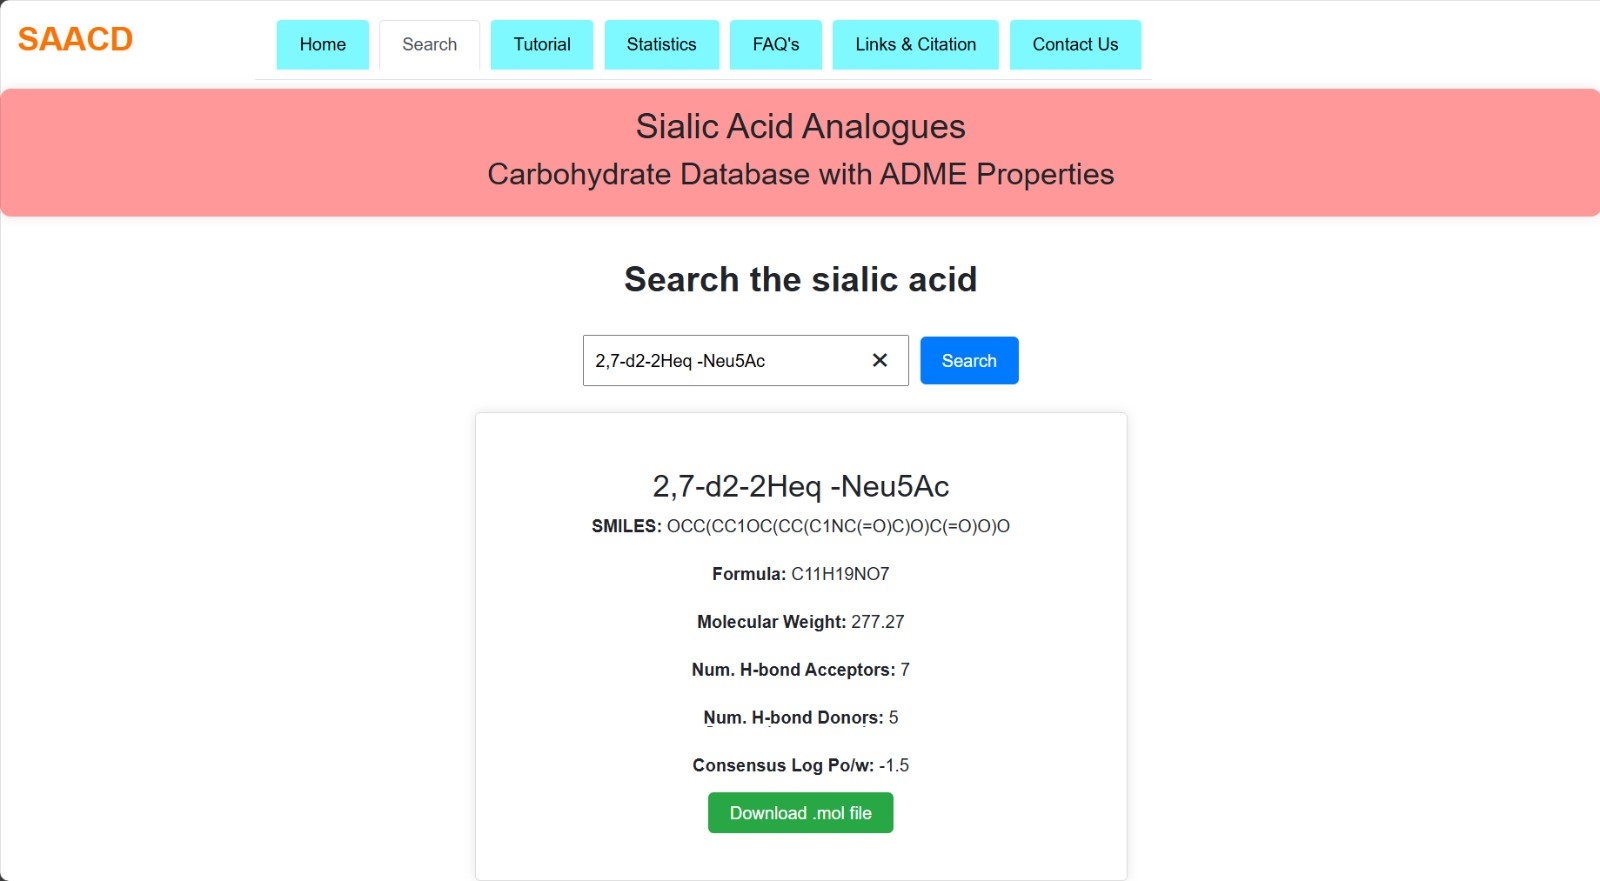 SAACD
Home Search Tutorial Statistics FAQ's Links & Citation Contact Us
Sialic Acid Analogues
Carbohydrate Database with ADME Properties
Search the sialic acid
2,7-d2-2Heq -Neu5Ac ✕ Search
2,7-d2-2Heq -Neu5Ac
SMILES: OCC(CC1OC(CC(C1NC(=O)C)O)C(=O)O)O
Formula: C11H19NO7
Molecular Weight: 277.27
Num. H-bond Acceptors: 7
Num. H-bond Donors: 5
Consensus Log Po/w: -1.5
Download .mol file